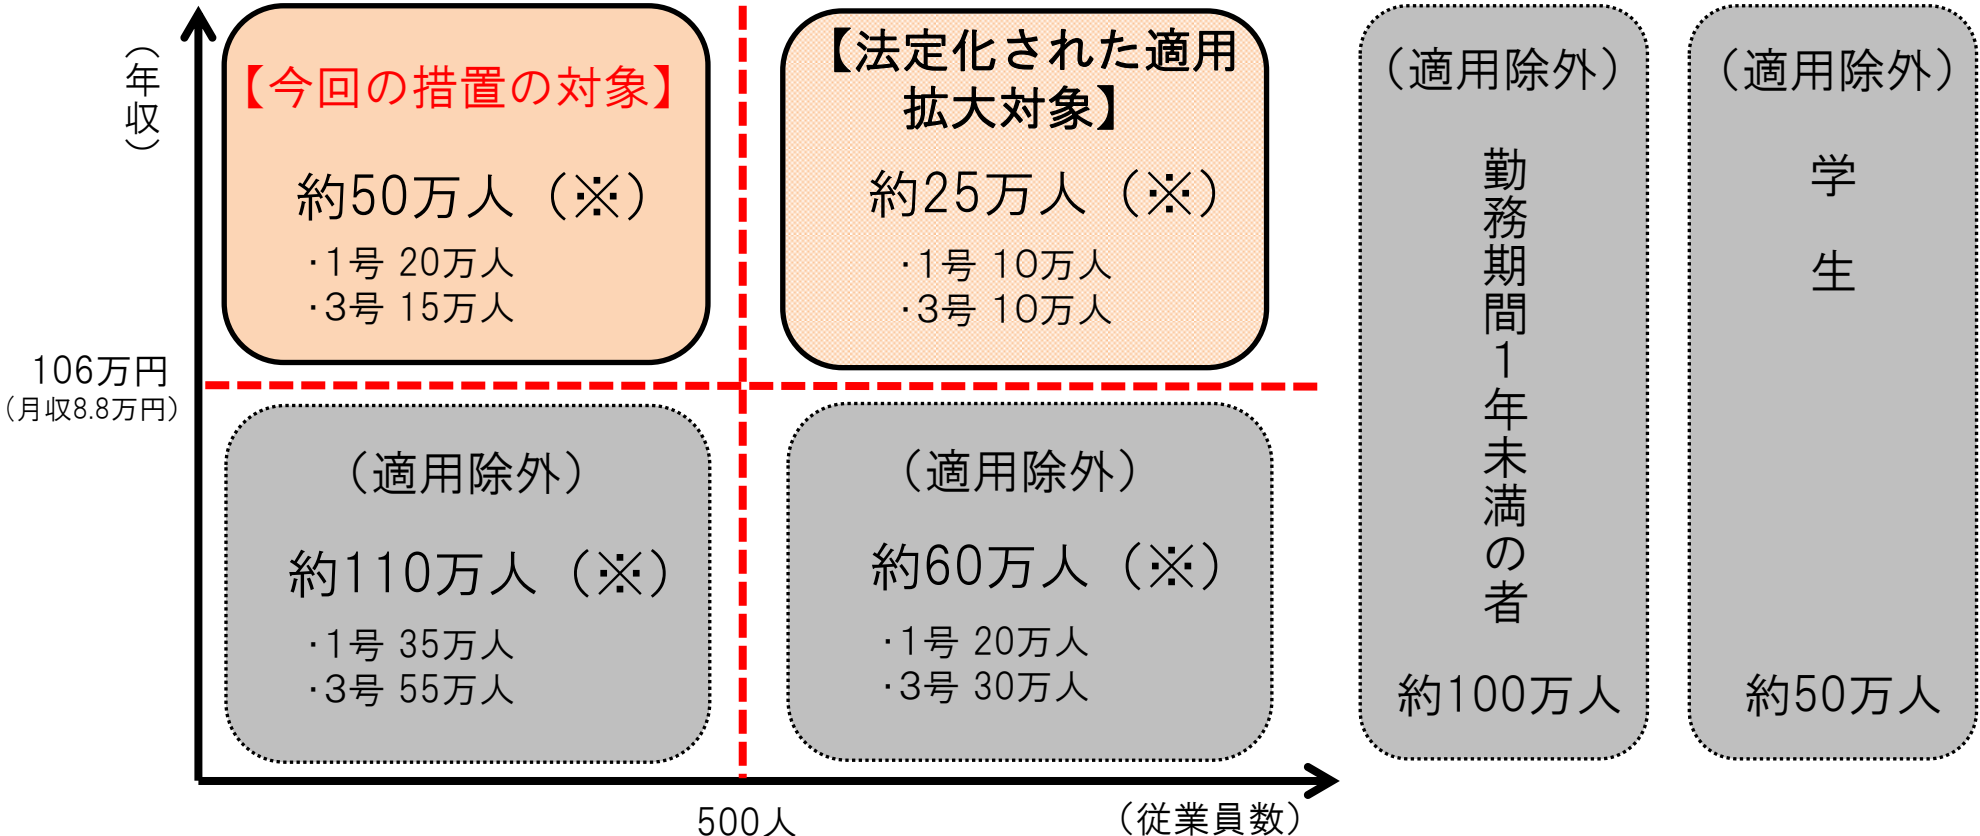 （年収）
【今回の措置の対象】
約50万人（※）
・1号 20万人
・3号 15万人
【法定化された適用
拡大対象】
約25万人（※）
・1号 10万人
・3号 10万人
106万円
（月収8.8万円）
（適用除外）
約110万人（※）
・1号 35万人
・3号 55万人
（適用除外）
約60万人（※）
・1号 20万人
・3号 30万人
500人
（従業員数）
（適用除外）
勤務期間1年未満の者
約100万人
（適用除外）
学生
約50万人